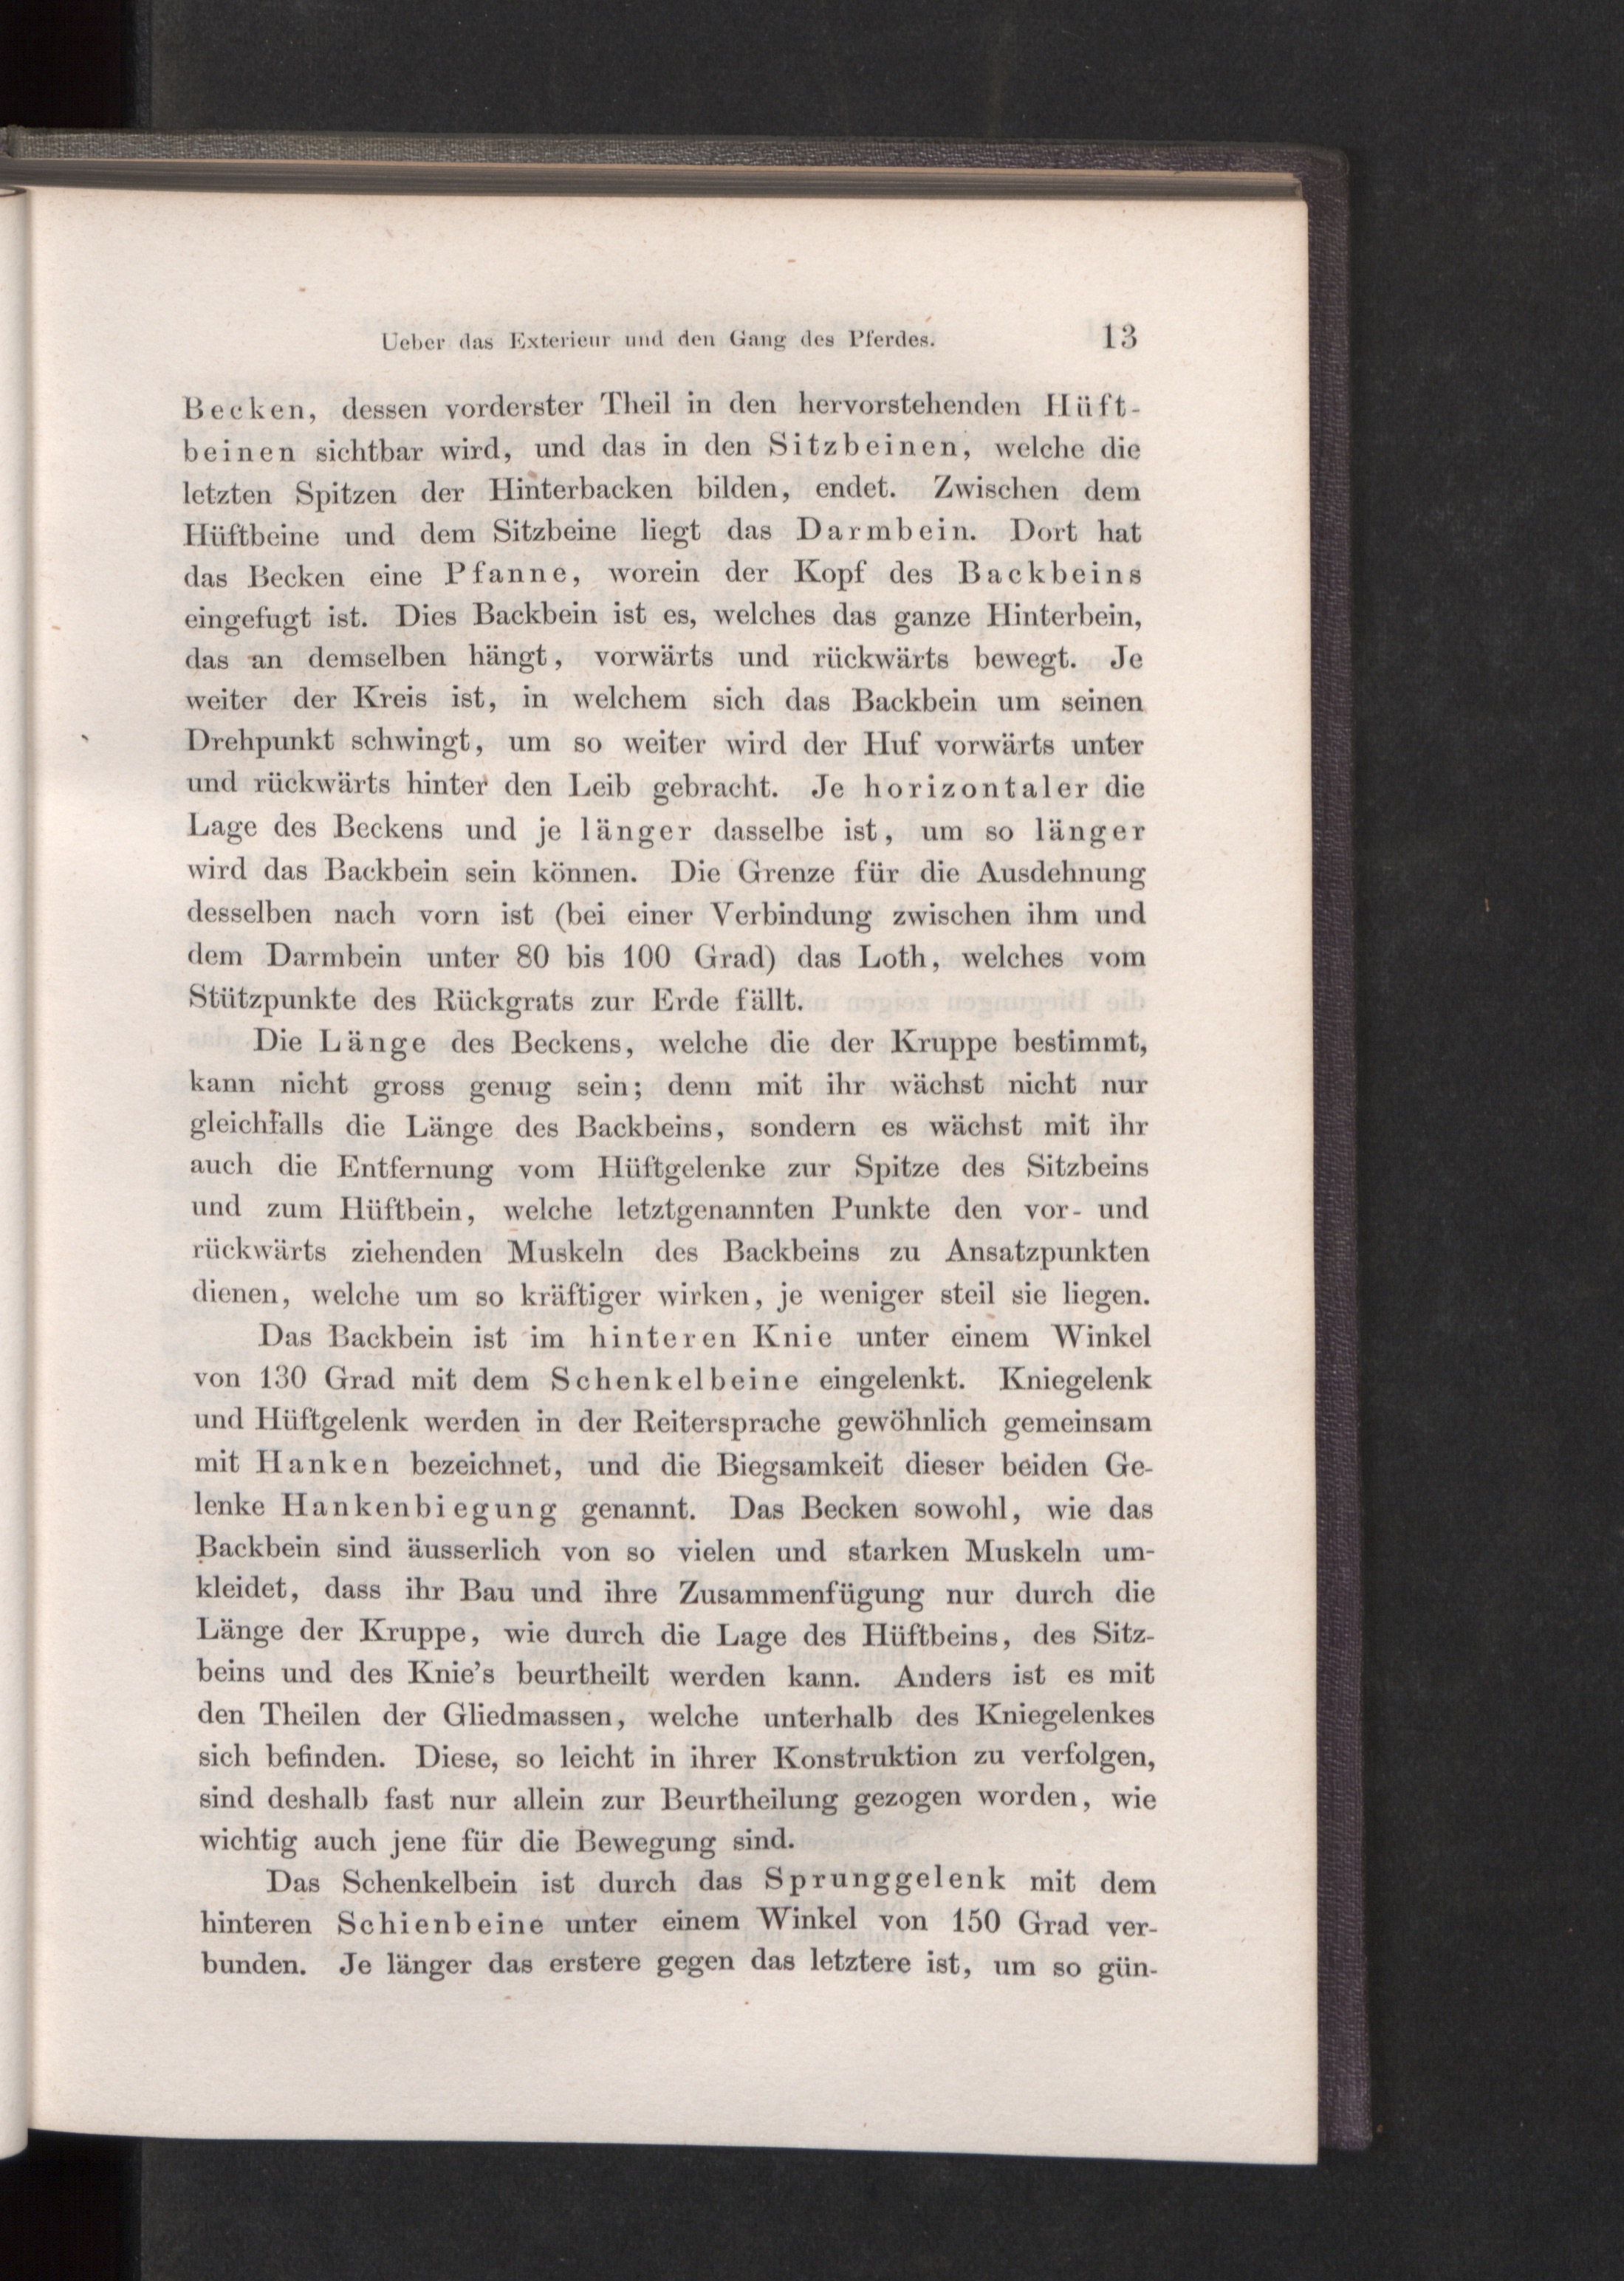 Ueber das Exterieur und den Gang des Pferdes. 13
Becken, dessen vorderster Theil in den hervorstehenden Hüft-
beinen sichtbar wird, und das in den Sitzbeinen, welche die
letzten Spitzen der Hinterbacken bilden, endet. Zwischen dem
Hüftbeine und dem Sitzbeine liegt das Darmbein. Dort hat
das Becken eine Pfanne, worein der Kopf des Backbeins
eingefugt ist. Dies Backbein ist es, welches das ganze Hinterbein,
das an demselben hängt, vorwärts und rückwärts bewegt. Je
weiter der Kreis ist, in welchem sich das Backbein um seinen
Drehpunkt schwingt, um so weiter wird der Huf vorwärts unter
und rückwärts hinter den Leib gebracht. Je horizontaler die
Lage des Beckens und je länger dasselbe ist, um so länger
wird das Backbein sein können. Die Grenze für die Ausdehnung
desselben nach vorn ist (bei einer Verbindung zwischen ihm und
dem Darmbein unter 80 bis 100 Grad) das Loth, welches vom
Stützpunkte des Rückgrats zur Erde fällt.
Die Länge des Beckens, welche die der Kruppe bestimmt,
kann nicht gross genug sein; denn mit ihr wächst nicht nur
gleichfalls die Länge des Backbeins, sondern es wächst mit ihr
auch die Entfernung vom Hüftgelenke zur Spitze des Sitzbeins
und zum Hüftbein, welche letztgenannten Punkte den vor- und
rückwärts ziehenden Muskeln des Backbeins zu Ansatzpunkten
dienen, welche um so kräftiger wirken, je weniger steil sie liegen.
Das Backbein ist im hinteren Knie unter einem Winkel
von 130 Grad mit dem Schenkelbeine eingelenkt. Kniegelenk
und Hüftgelenk werden in der Reitersprache gewöhnlich gemeinsam
mit Hanken bezeichnet, und die Biegsamkeit dieser beiden Ge-
lenke Hankenbiegung genannt. Das Becken sowohl, wie das
Backbein sind äusserlich von so vielen und starken Muskeln um-
kleidet, dass ihr Bau und ihre Zusammenfügung nur durch die
Länge der Kruppe, wie durch die Lage des Hüftbeins, des Sitz-
beins und des Knie's beurtheilt werden kann. Anders ist es mit
den Theilen der Gliedmassen, welche unterhalb des Kniegelenkes
sich befinden. Diese, so leicht in ihrer Konstruktion zu verfolgen,
sind deshalb fast nur allein zur Beurtheilung gezogen worden, wie
wichtig auch jene für die Bewegung sind.
Das Schenkelbein ist durch das Sprunggelenk mit dem
hinteren Schienbeine unter einem Winkel von 150 Grad ver-
bunden. Je länger das erstere gegen das letztere ist, um so gün-